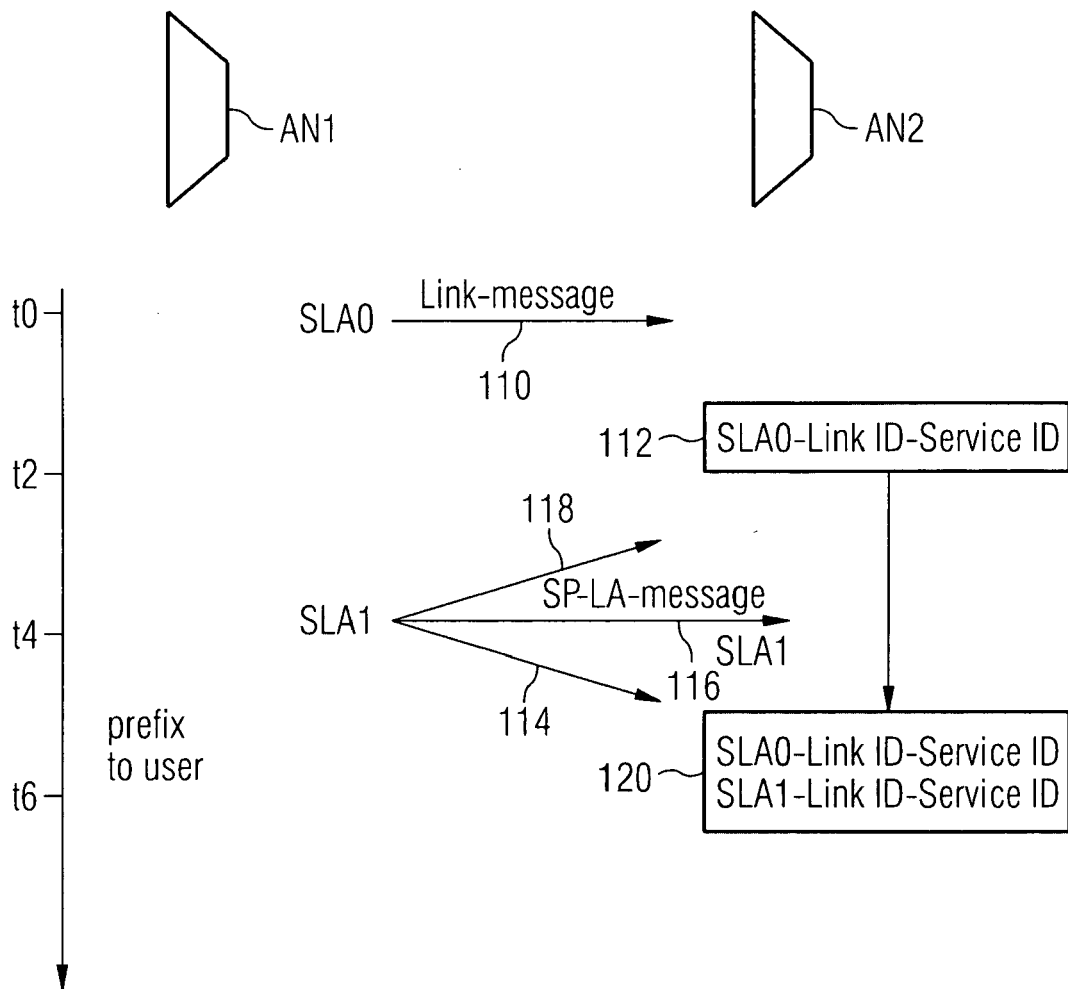 AN1
AN2
t0
SLA0
Link-message
110
112
SLA0-Link ID-Service ID
t2
118
SP-LA-message
SLA1
t4
SLA1
116
114
prefix
to user
120
SLA0-Link ID-Service ID
SLA1-Link ID-Service ID
t6